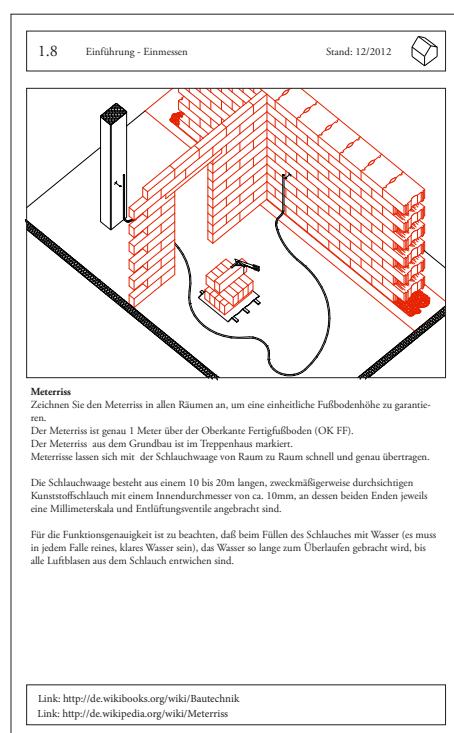 1.8 Einführung - Einmessen Stand: 12/2012
Meterriss
Zeichnen Sie den Meterriss in allen Räumen an, um eine einheitliche Fußbodenhöhe zu garantie-
ren.
Der Meterriss ist genau 1 Meter über der Oberkante Fertigfußboden (OK FF).
Der Meterriss aus dem Grundbau ist im Treppenhaus markiert.
Meterrisse lassen sich mit der Schlauchwaage von Raum zu Raum schnell und genau übertragen.
Die Schlauchwaage besteht aus einem 10 bis 20m langen, zweckmäßigerweise durchsichtigen
Kunststoffschlauch mit einem Innendurchmesser von ca. 10mm, an dessen beiden Enden jeweils
eine Millimeterskala und Entlüftungsventile angebracht sind.
Für die Funktionsgenauigkeit ist zu beachten, daß beim Füllen des Schlauches mit Wasser (es muss
in jedem Falle reines, klares Wasser sein), das Wasser so lange zum Überlaufen gebracht wird, bis
alle Luftblasen aus dem Schlauch entwichen sind.
Link: http://de.wikibooks.org/wiki/Bautechnik
Link: http://de.wikipedia.org/wiki/Meterriss